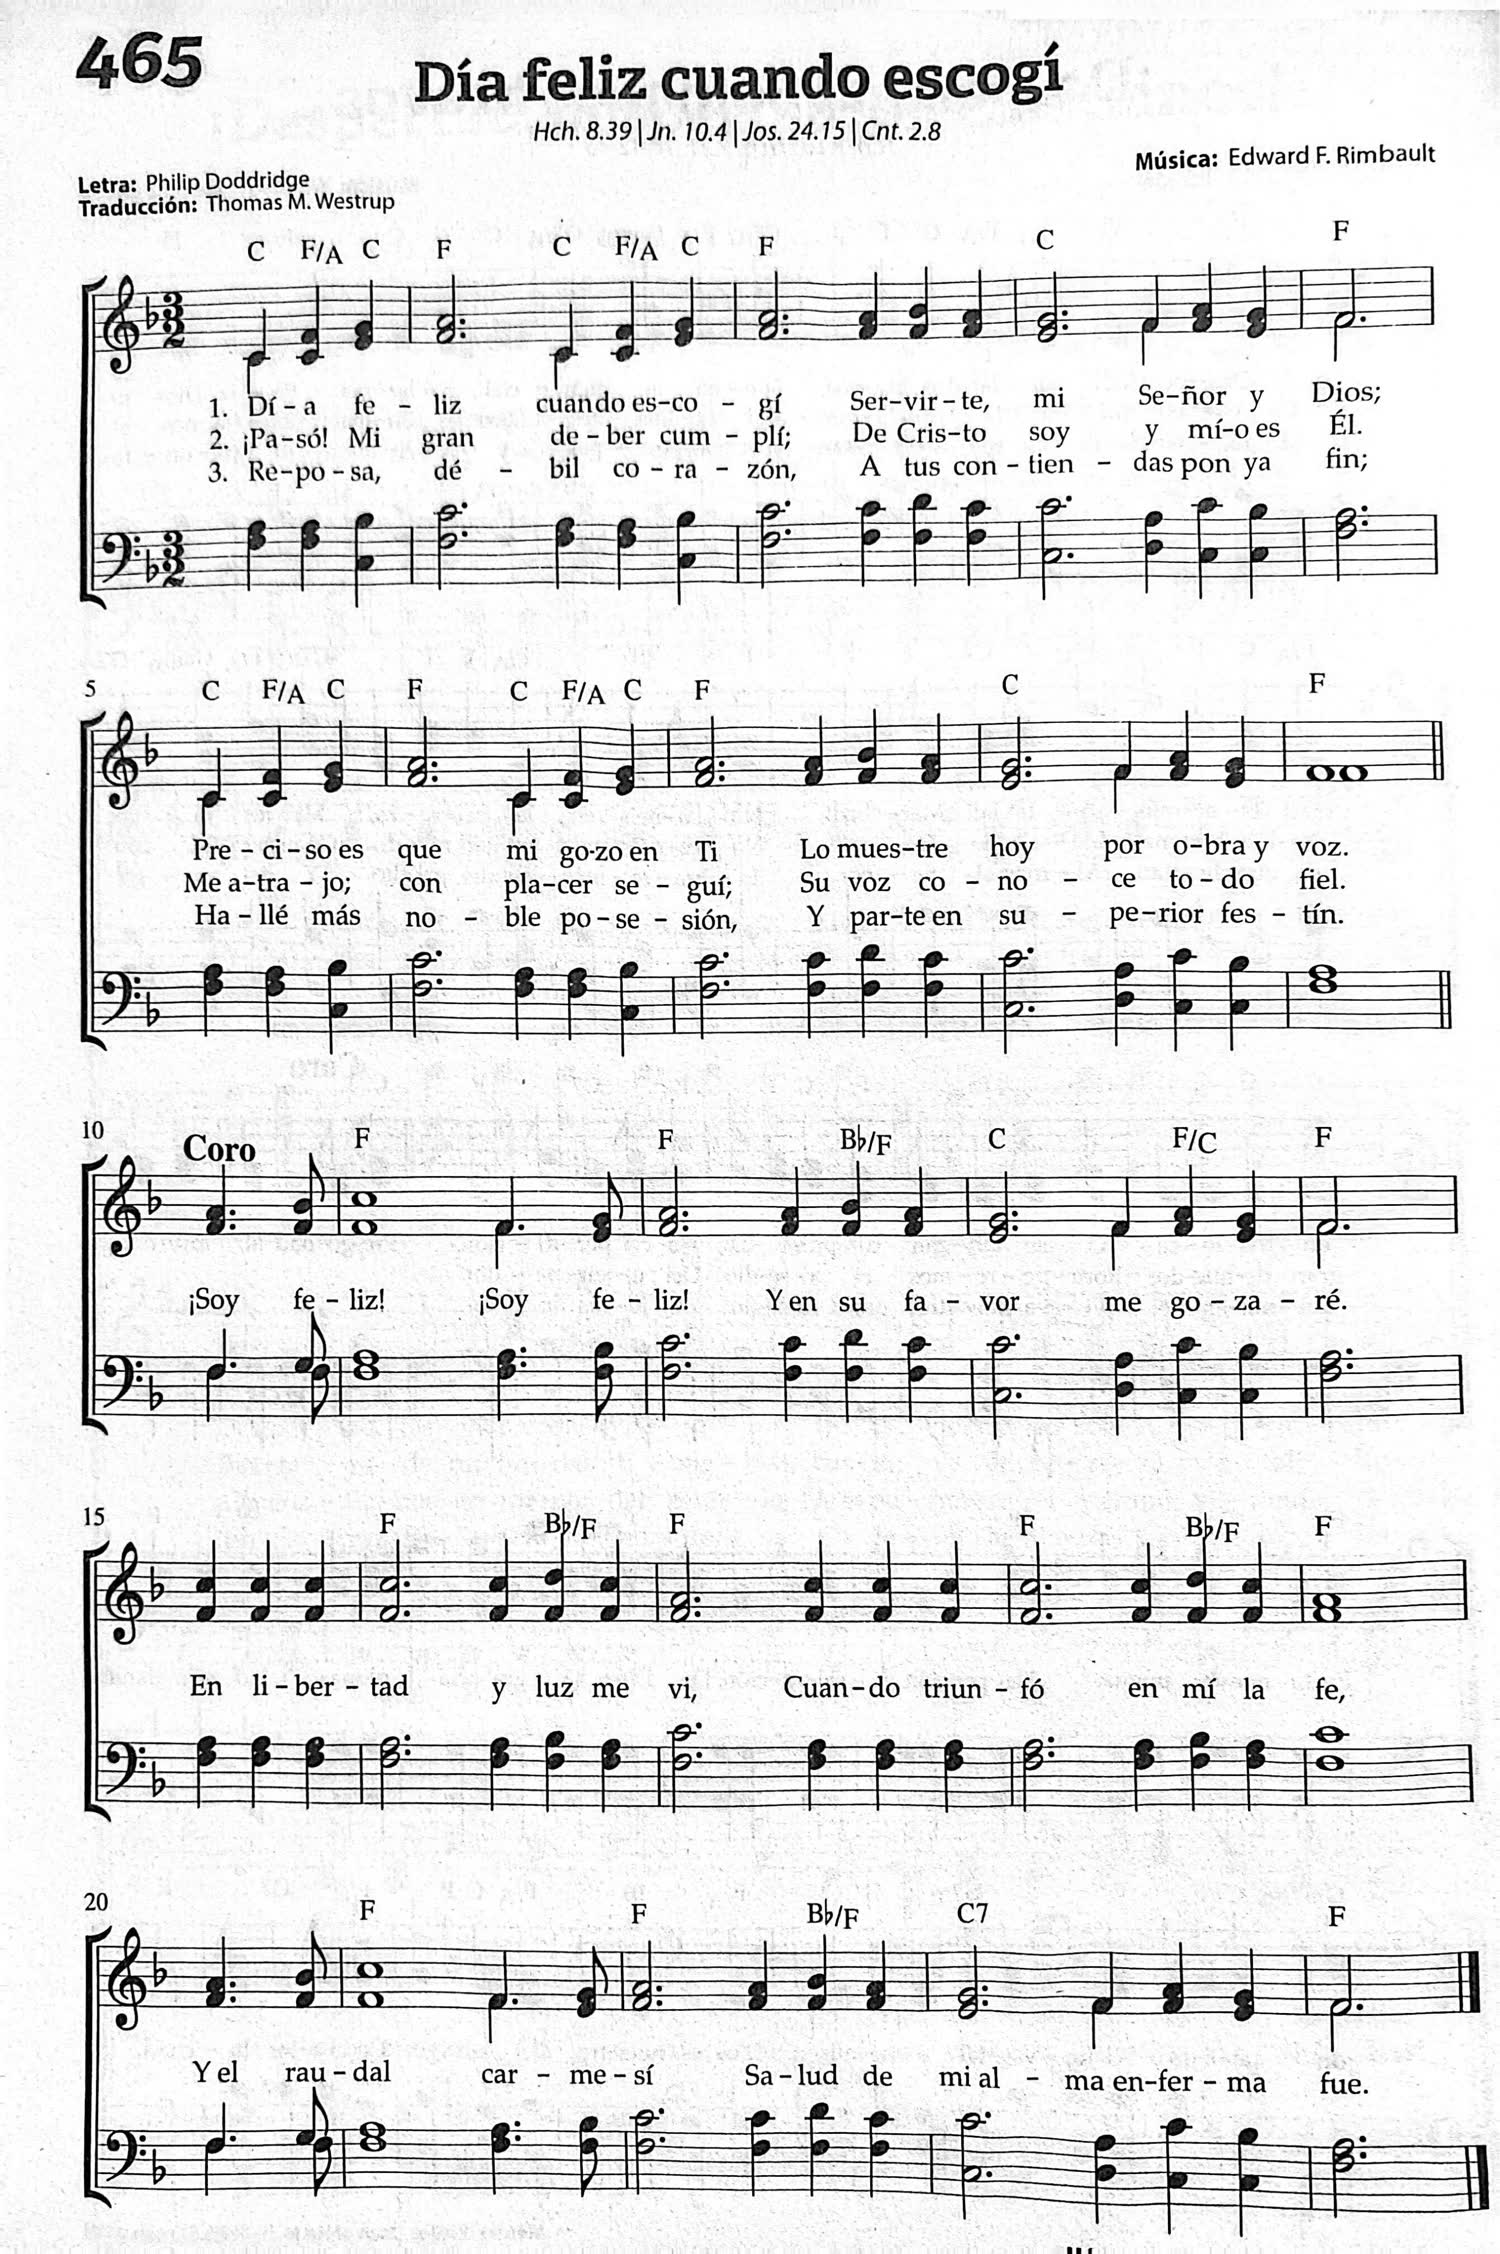 465
Día feliz cuando escogí
Hch. 8.39 | Jn. 10.4 | Jos. 24.15 | Cnt. 2.8
Letra: Philip Doddridge
Música: Edward F. Rimbault
Traducción: Thomas M. Westrup
C F/A C F C F/A C F C F
1. Dí – a fe – liz cuando es–co – gí Ser–vir–te, mi Se–ñor y Dios;
2. ¡Pa–só! Mi gran de – ber cum – plí; De Cris–to soy y mí–o es Él.
3. Re–po – sa, dé – bil co – ra – zón, A tus con – tien – das pon ya fin;
5
C F/A C F C F/A C F C F
Pre – ci – so es que mi go-zo en Ti Lo mues–tre hoy por o–bra y voz.
Me a–tra – jo; con pla–cer se – guí; Su voz co – no – ce to – do fiel.
Ha – llé más no – ble po – se – sión, Y par–te en su – pe–rior fes – tín.
10
Coro
F F B♭/F C F/C F
¡Soy fe – liz! ¡Soy fe – liz! Y en su fa – vor me go – za – ré.
15
F B♭/F F F B♭/F F
En li – ber – tad y luz me vi, Cuan–do triun – fó en mí la fe,
20
F F B♭/F C7 F
Y el rau – dal car – me – sí Sa – lud de mi al – ma en–fer – ma fue.